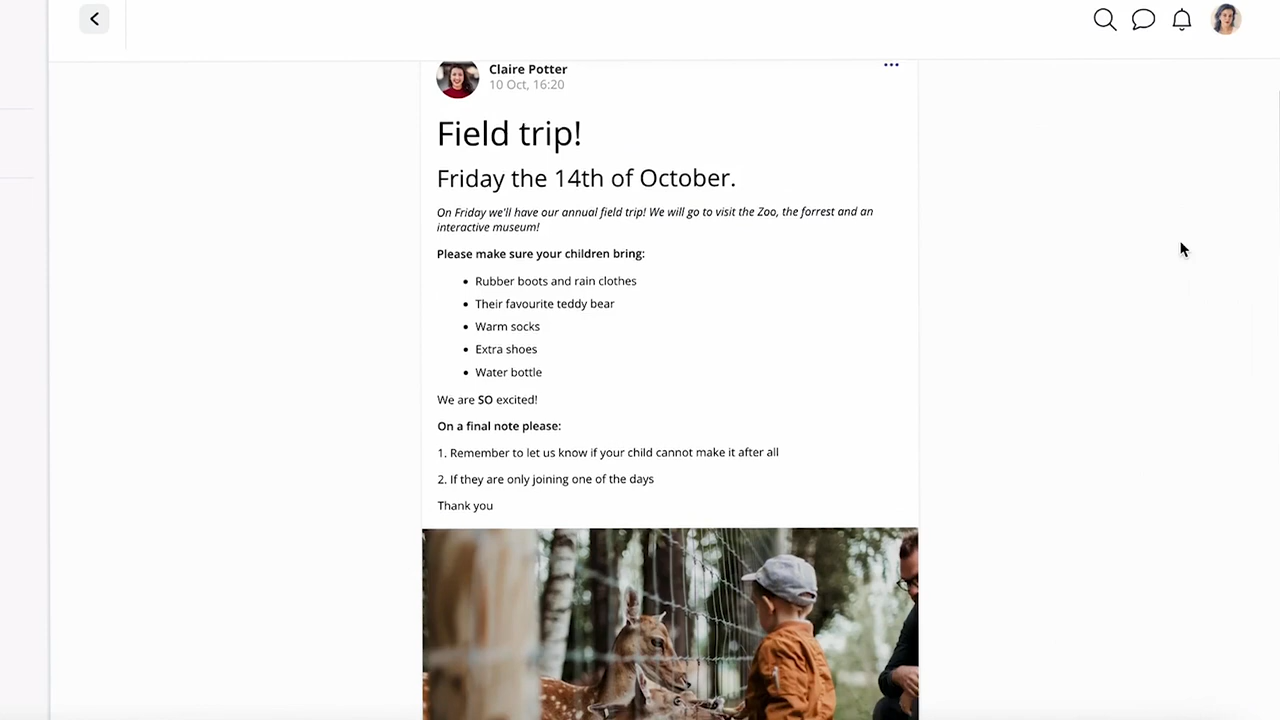 Claire Potter
10 Oct, 16:20
Field trip!
Friday the 14th of October.
On Friday we'll have our annual field trip! We will go to visit the Zoo, the forrest and an
interactive museum!
Please make sure your children bring:
• Rubber boots and rain clothes
• Their favourite teddy bear
• Warm socks
• Extra shoes
• Water bottle
We are SO excited!
On a final note please:
1. Remember to let us know if your child cannot make it after all
2. If they are only joining one of the days
Thank you